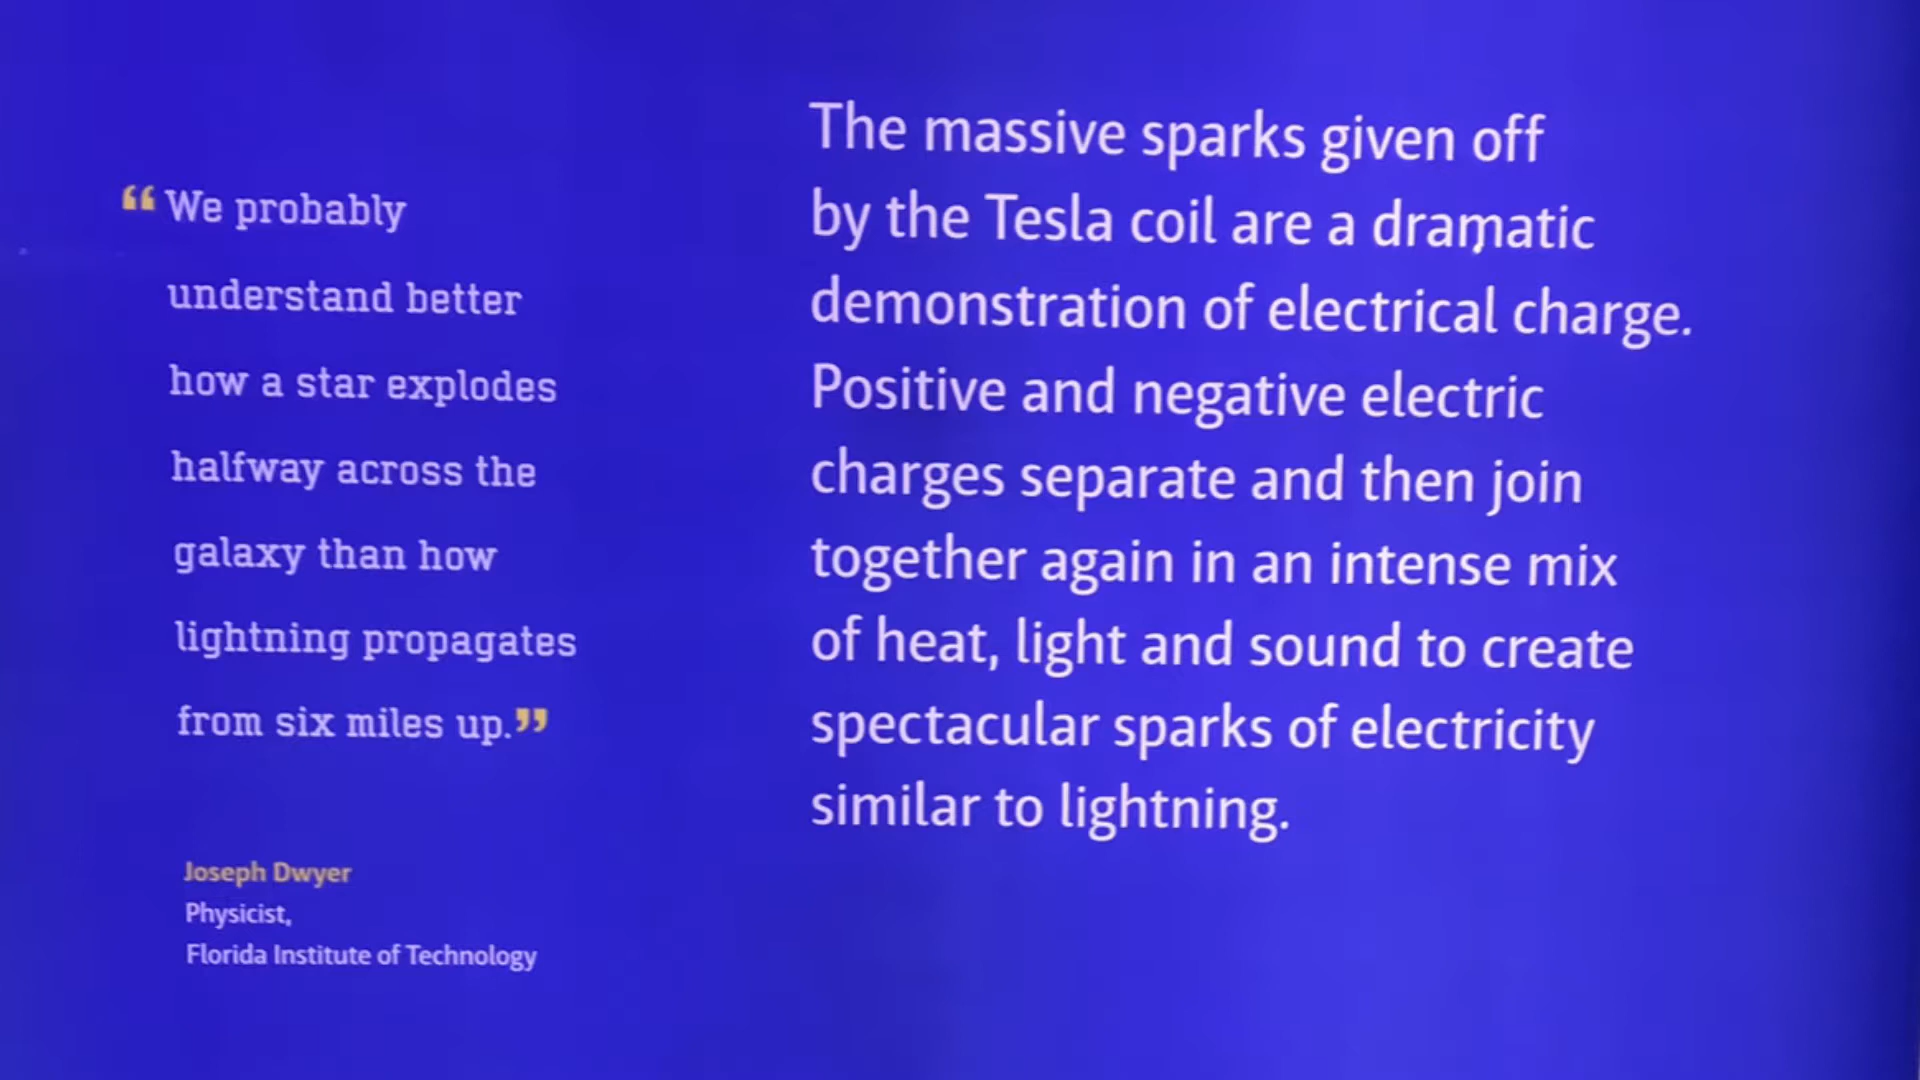 “We probably
understand better
how a star explodes
halfway across the
galaxy than how
lightning propagates
from six miles up.”
Joseph Dwyer
Physicist,
Florida Institute of Technology
The massive sparks given off
by the Tesla coil are a dramatic
demonstration of electrical charge.
Positive and negative electric
charges separate and then join
together again in an intense mix
of heat, light and sound to create
spectacular sparks of electricity
similar to lightning.